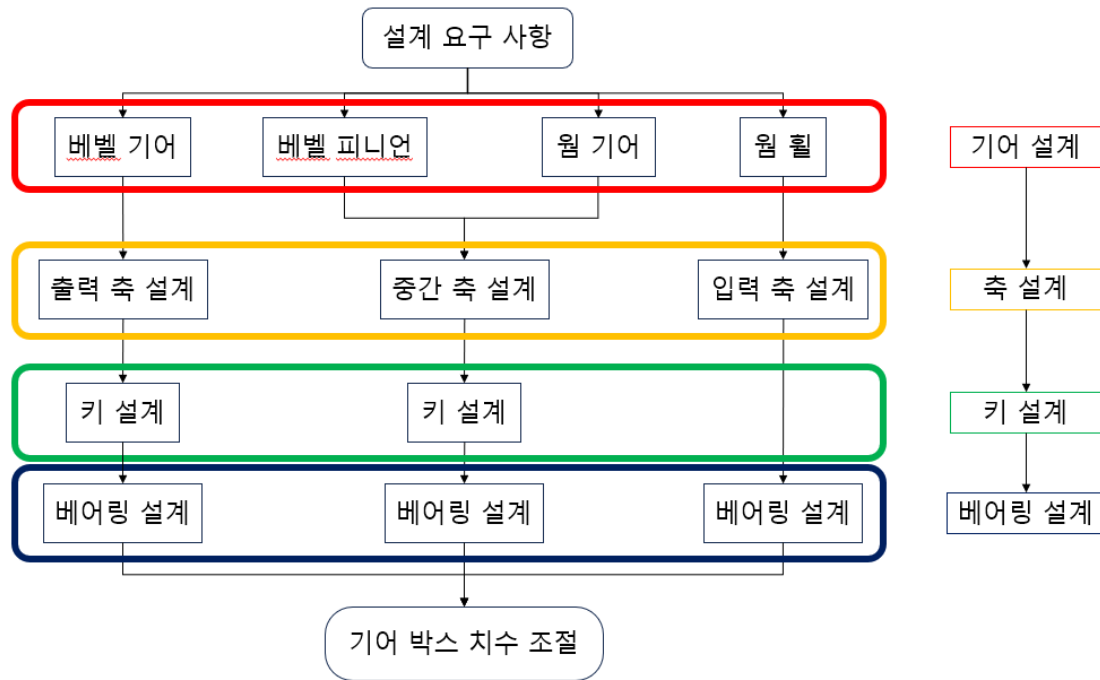 설계 요구 사항
베벨 기어
베벨 피니언
웜 기어
웜 휠
기어 설계
출력 축 설계
중간 축 설계
입력 축 설계
축 설계
키 설계
키 설계
키 설계
베어링 설계
베어링 설계
베어링 설계
베어링 설계
기어 박스 치수 조절